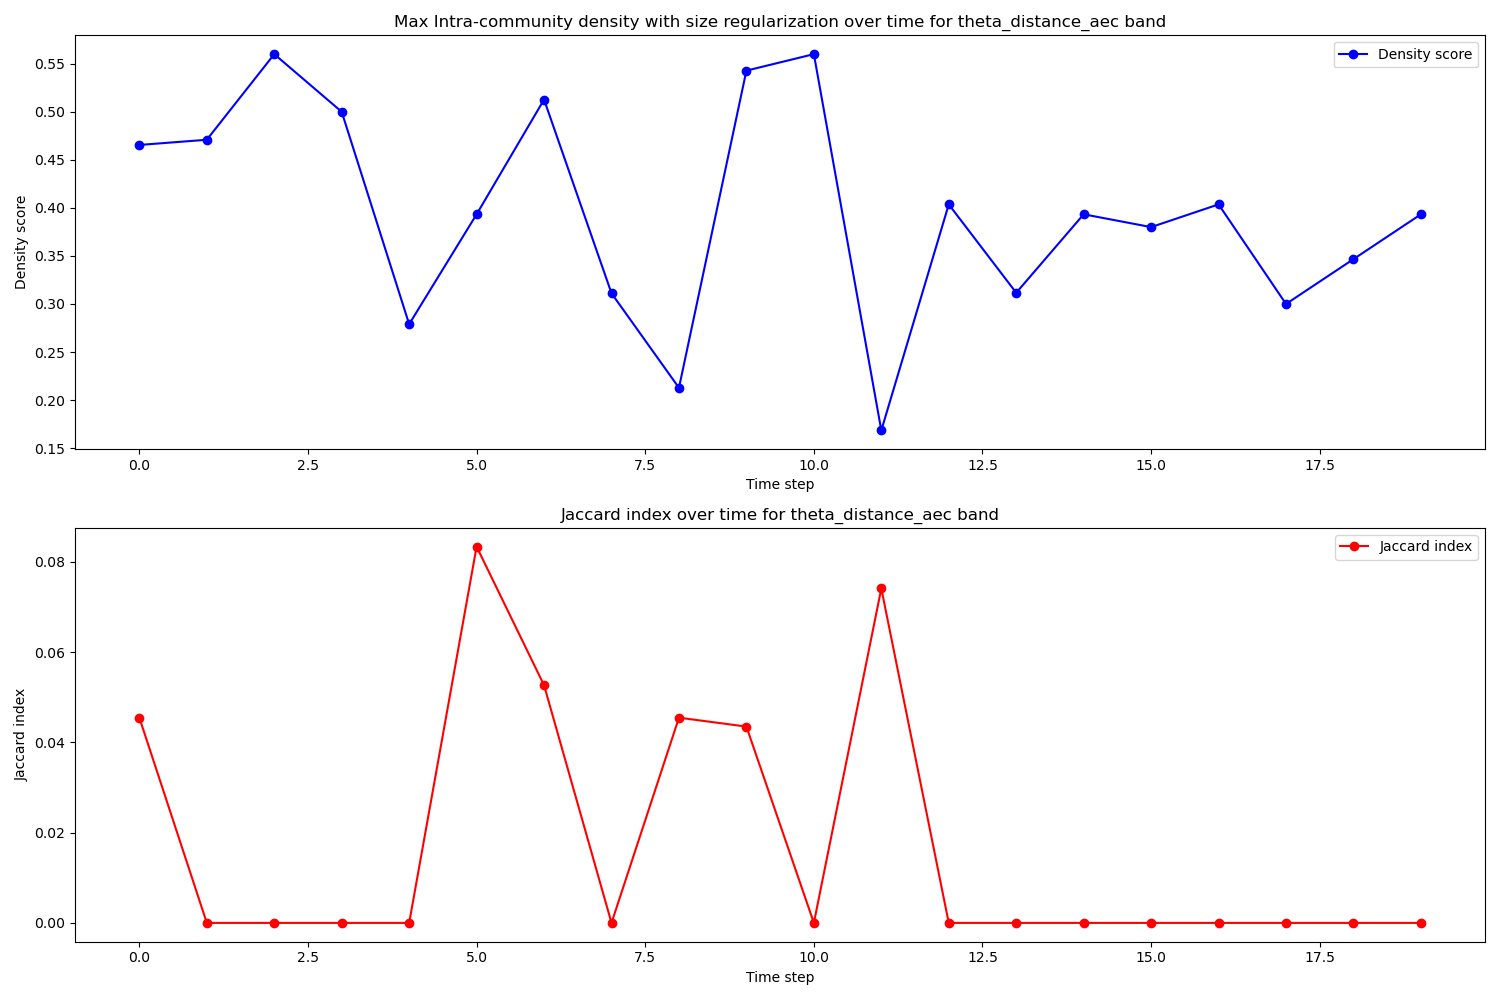 Max Intra-community density with size regularization over time for theta_distance_aec band
Density score
0.55
0.50
0.45
0.40
0.35
0.30
0.25
0.20
0.15
Density score
0.0 2.5 5.0 7.5 10.0 12.5 15.0 17.5
Time step
Jaccard index over time for theta_distance_aec band
Jaccard index
0.08
0.06
0.04
0.02
0.00
Jaccard index
0.0 2.5 5.0 7.5 10.0 12.5 15.0 17.5
Time step